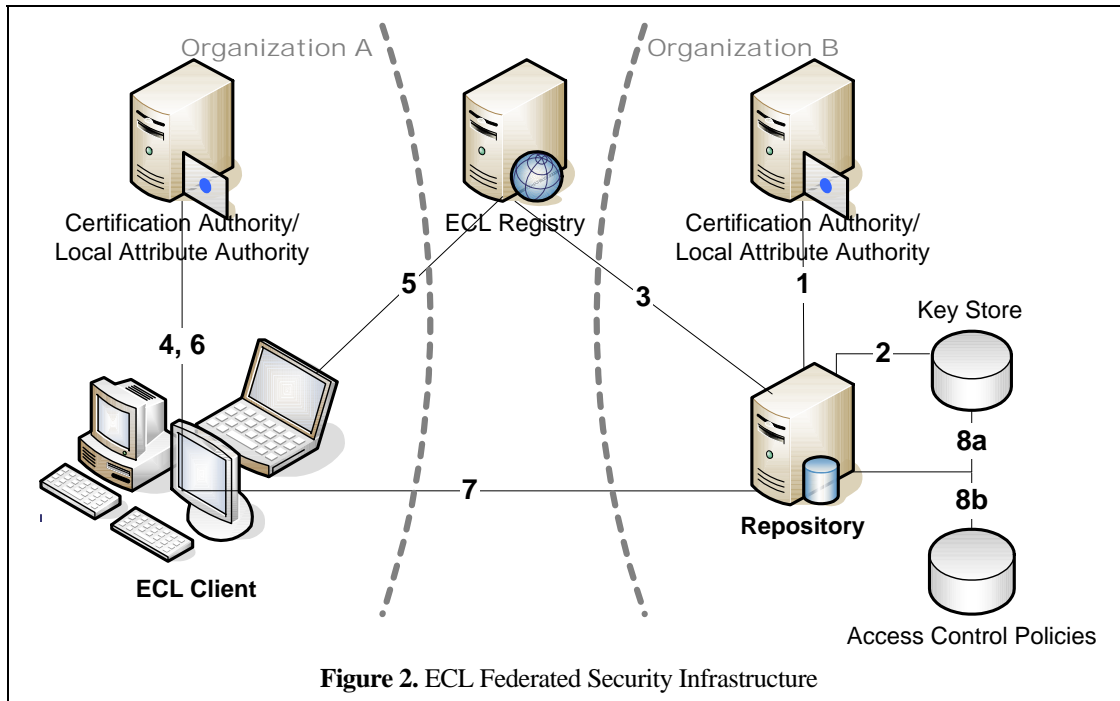 Organization A
Organization B
Certification Authority/
Local Attribute Authority
ECL Registry
Certification Authority/
Local Attribute Authority
5
3
1
Key Store
4, 6
2
8a
7
8b
Repository
ECL Client
Access Control Policies
Figure 2. ECL Federated Security Infrastructure